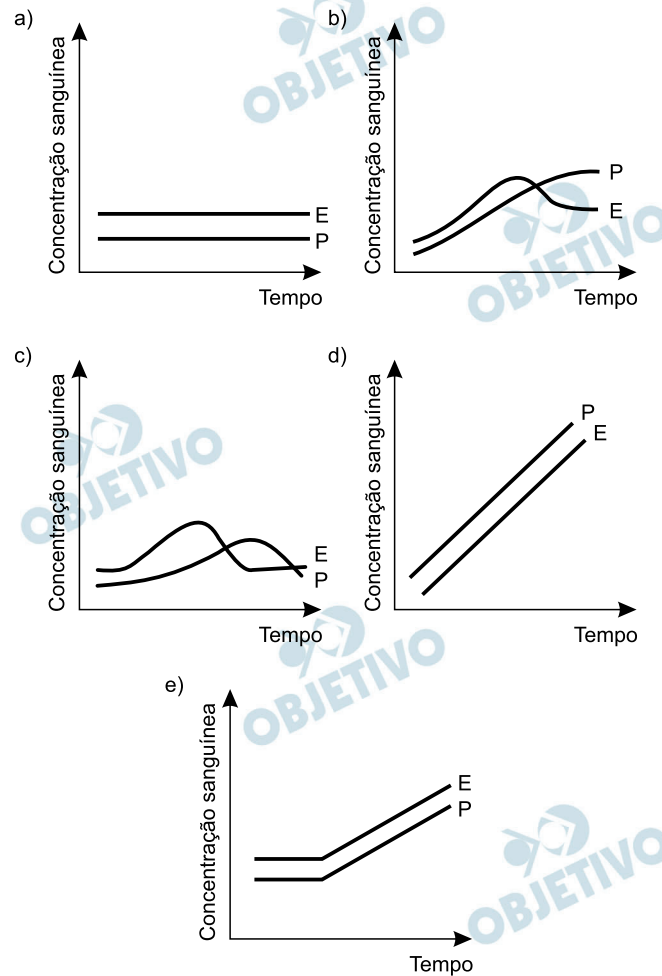 a)
Concentração sanguínea
E
P
Tempo
OBJETIVO
b)
Concentração sanguínea
P
E
Tempo
OBJETIVO
c)
Concentração sanguínea
E
P
Tempo
OBJETIVO
d)
Concentração sanguínea
P
E
Tempo
OBJETIVO
e)
Concentração sanguínea
E
P
Tempo
OBJETIVO